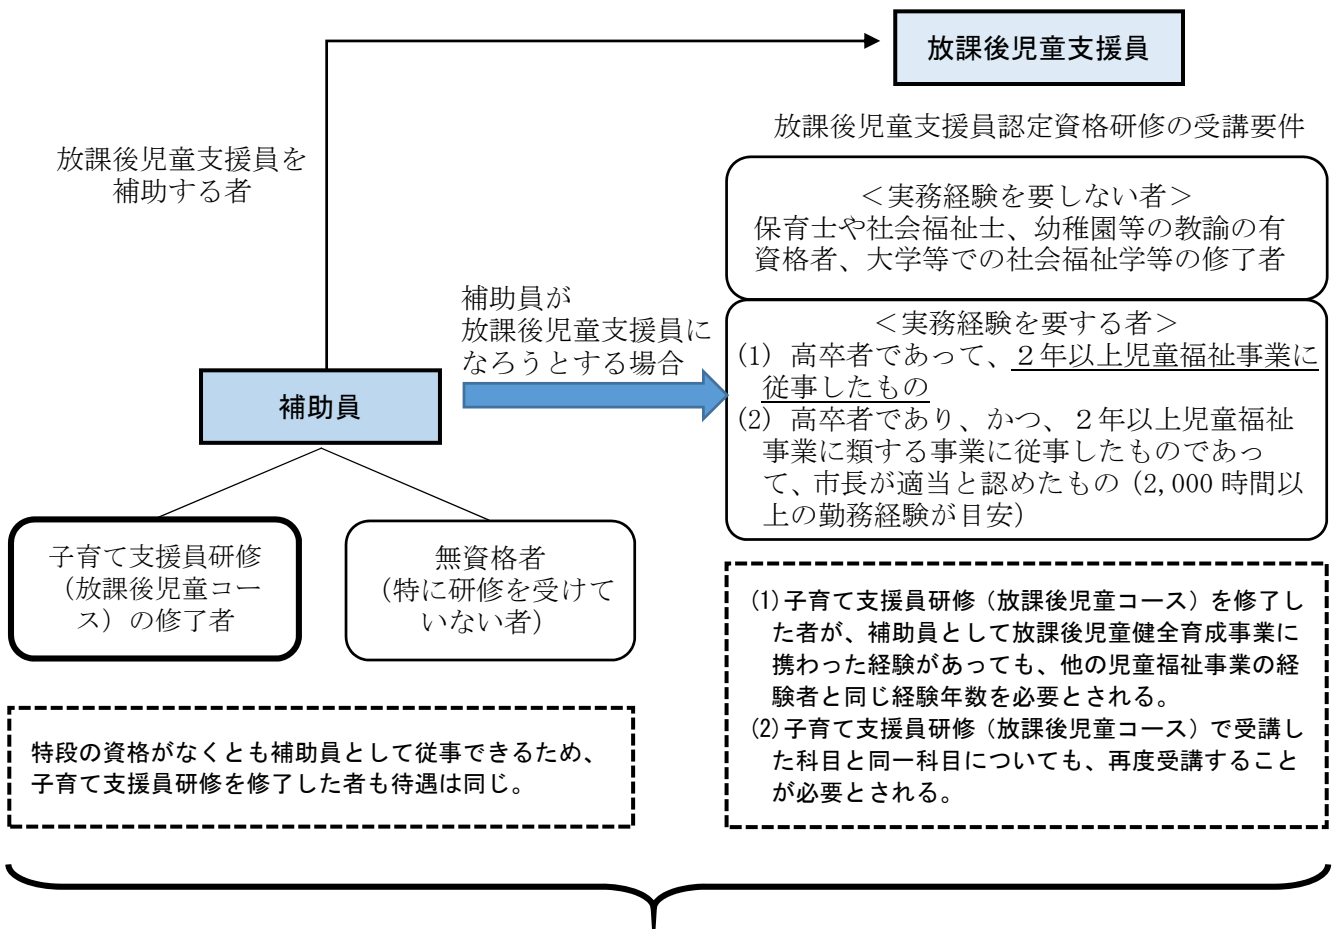 放課後児童支援員
放課後児童支援員認定資格研修の受講要件
放課後児童支援員を
補助する者
＜実務経験を要しない者＞
保育士や社会福祉士、幼稚園等の教諭の有
資格者、大学等での社会福祉学等の修了者
補助員が
放課後児童支援員に
なろうとする場合
＜実務経験を要する者＞
(1) 高卒者であって、２年以上児童福祉事業に
従事したもの
(2) 高卒者であり、かつ、２年以上児童福祉
事業に類する事業に従事したものであっ
て、市長が適当と認めたもの（2,000 時間以
上の勤務経験が目安）
補助員
子育て支援員研修
（放課後児童コー
ス）の修了者
無資格者
（特に研修を受けて
いない者）
(1)子育て支援員研修（放課後児童コース）を修了し
た者が、補助員として放課後児童健全育成事業に
携わった経験があっても、他の児童福祉事業の経
験者と同じ経験年数を必要とされる。
(2)子育て支援員研修（放課後児童コース）で受講し
た科目と同一科目についても、再度受講すること
が必要とされる。
特段の資格がなくとも補助員として従事できるため、
子育て支援員研修を修了した者も待遇は同じ。